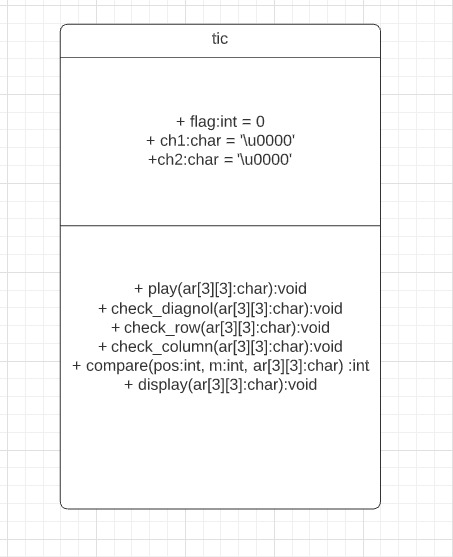 tic
+ flag:int = 0
+ ch1:char = '\u0000'
+ch2:char = '\u0000'
+ play(ar[3][3]:char):void
+ check_diagnol(ar[3][3]:char):void
+ check_row(ar[3][3]:char):void
+ check_column(ar[3][3]:char):void
+ compare(pos:int, m:int, ar[3][3]:char) :int
+ display(ar[3][3]:char):void